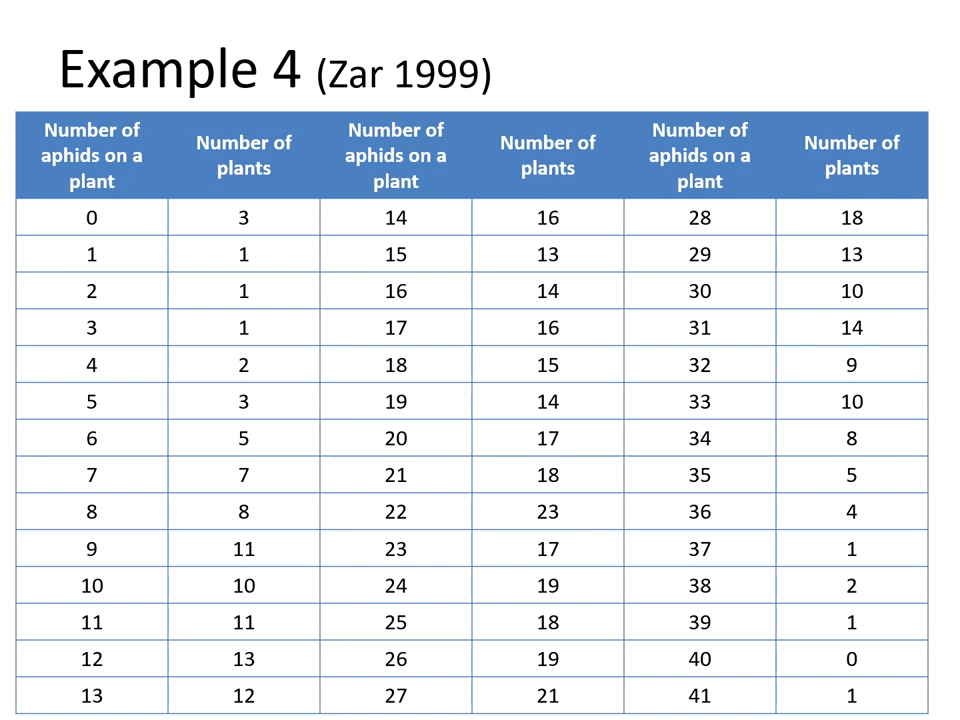 Example 4 (Zar 1999)
Number of aphids on a plant Number of plants Number of aphids on a plant Number of plants Number of aphids on a plant Number of plants
0 3 14 16 28 18
1 1 15 13 29 13
2 1 16 14 30 10
3 1 17 16 31 14
4 2 18 15 32 9
5 3 19 14 33 10
6 5 20 17 34 8
7 7 21 18 35 5
8 8 22 23 36 4
9 11 23 17 37 1
10 10 24 19 38 2
11 11 25 18 39 1
12 13 26 19 40 0
13 12 27 21 41 1